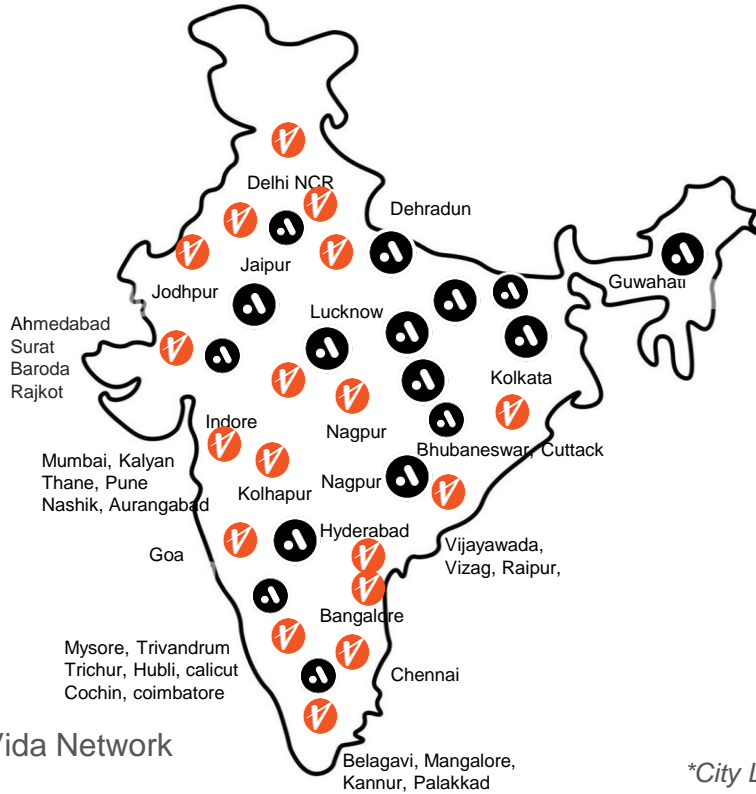 Delhi NCR
Dehradun
Jaipur
Guwahati
Jodhpur
Lucknow
Ahmedabad
Surat
Baroda
Rajkot
Kolkata
Indore
Nagpur
Bhubaneswar, Cuttack
Mumbai, Kalyan
Thane, Pune
Nashik, Aurangabad
Kolhapur
Nagpur
Hyderabad
Goa
Vijayawada,
Vizag, Raipur,
Bangalore
Mysore, Trivandrum
Trichur, Hubli, calicut
Cochin, coimbatore
Chennai
Vida Network
Belagavi, Mangalore,
Kannur, Palakkad
*City L